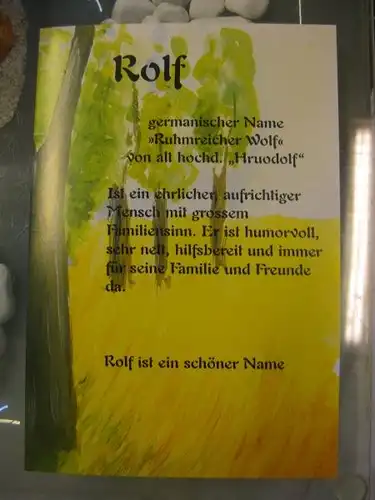 Rolf
germanischer Name
»Ruhmreicher Wolf«
von alt hochd. „Hruodolf“
Ist ein ehrlicher, aufrichtiger
Mensch mit grossem
Familiensinn. Er ist humorvoll,
sehr nett, hilfsbereit und immer
für seine Familie und Freunde
da.
Rolf ist ein schöner Name